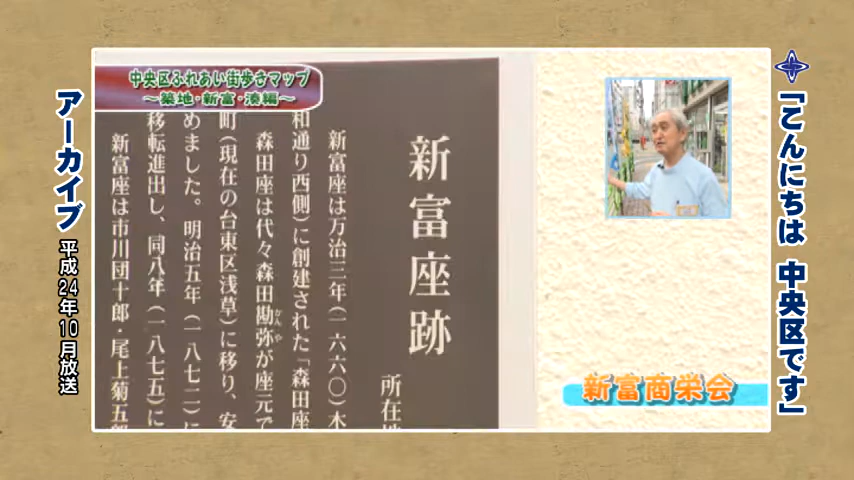 「こんにちは 中央区です」
アーカイブ
平成24年10月放送
中央区ふれあい街歩きマップ
～築地・新富・湊編～
新富座跡
所在地
新富座は万治三年（一六六〇）木
和通り西側）に創建された「森田座
森田座は代々森田勘弥が座元で
かんや
町（現在の台東区浅草）に移り、安
めました。明治五年（一八七二）に
移転進出し、同八年（一八七五）に
新富座は市川団十郎・尾上菊五郎
新富商栄会